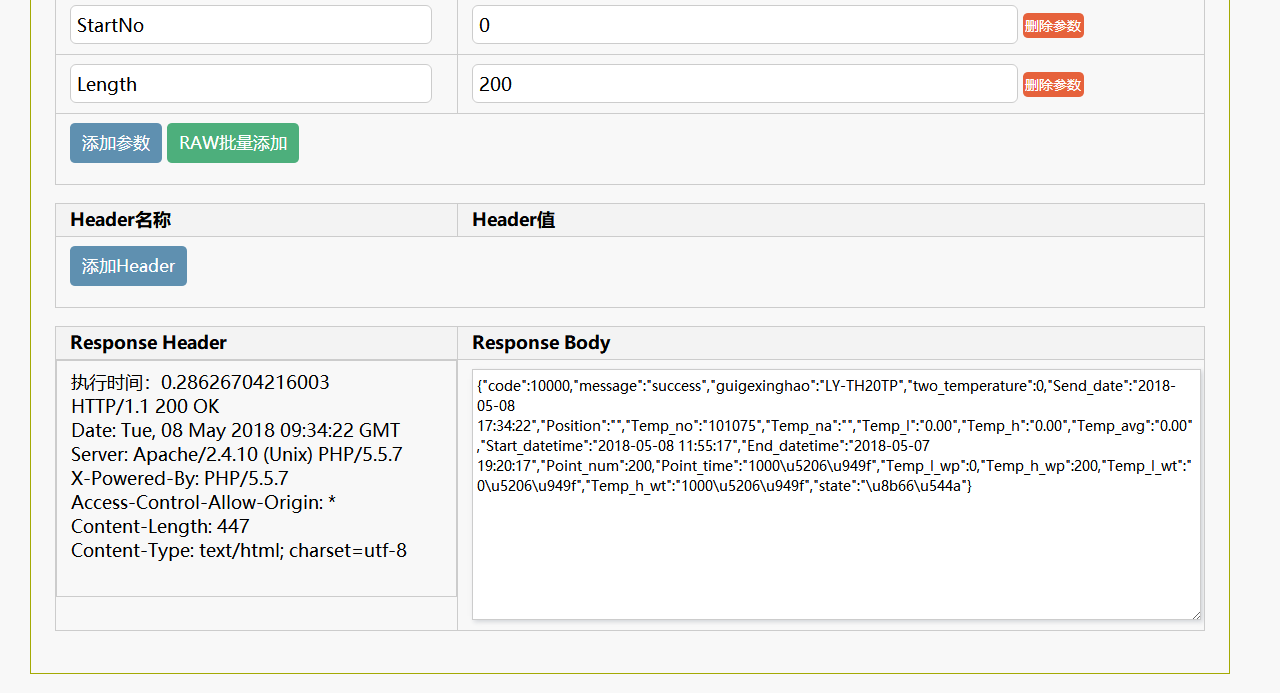 StartNo 0 删除参数
Length 200 删除参数
添加参数 RAW批量添加
Header名称 Header值
添加Header
Response Header Response Body
执行时间：0.28626704216003
HTTP/1.1 200 OK
Date: Tue, 08 May 2018 09:34:22 GMT
Server: Apache/2.4.10 (Unix) PHP/5.5.7
X-Powered-By: PHP/5.5.7
Access-Control-Allow-Origin: *
Content-Length: 447
Content-Type: text/html; charset=utf-8
{"code":10000,"message":"success","guigexinghao":"LY-TH20TP","two_temperature":0,"Send_date":"2018-
05-08
17:34:22","Position":"","Temp_no":"101075","Temp_na":"","Temp_l":"0.00","Temp_h":"0.00","Temp_avg":"0.00"
,"Start_datetime":"2018-05-08 11:55:17","End_datetime":"2018-05-07
19:20:17","Point_num":200,"Point_time":"1000\u5206\u949f","Temp_l_wp":0,"Temp_h_wp":200,"Temp_l_wt":"
0\u5206\u949f","Temp_h_wt":"1000\u5206\u949f","state":"\u8b66\u544a"}